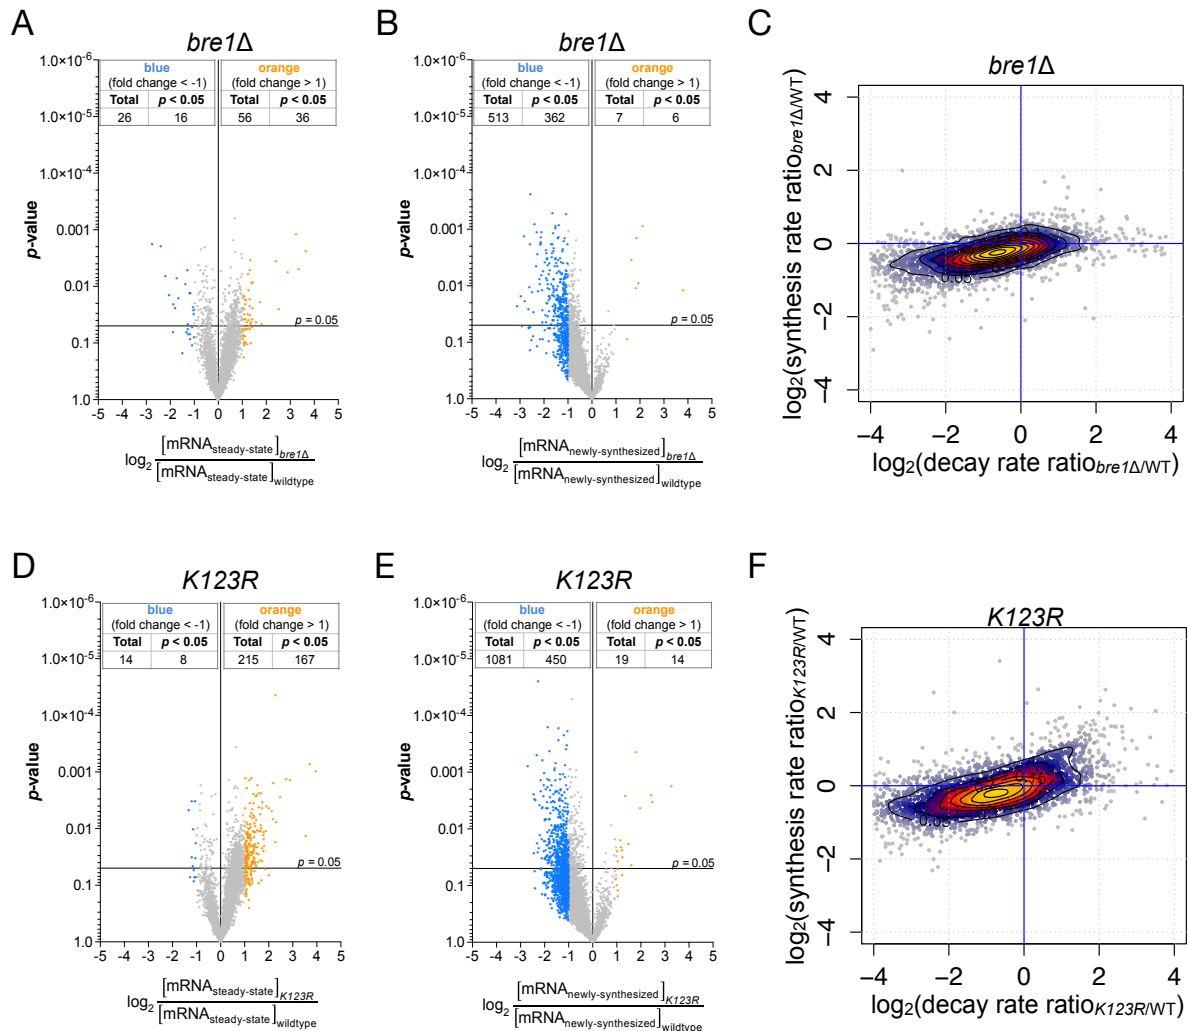 A
bre1Δ
1.0×10-6
1.0×10-5
1.0×10-4
0.001
0.01
0.1
1.0
p-value
blue
(fold change < -1)
orange
(fold change > 1)
Total p < 0.05 Total p < 0.05
26 16 56 36
p = 0.05
-5 -4 -3 -2 -1 0 1 2 3 4 5
log2 [mRNAsteady-state]bre1Δ
[mRNAsteady-state]wildtype
B
bre1Δ
1.0×10-6
1.0×10-5
1.0×10-4
0.001
0.01
0.1
1.0
p-value
blue
(fold change < -1)
orange
(fold change > 1)
Total p < 0.05 Total p < 0.05
513 362 7 6
p = 0.05
-5 -4 -3 -2 -1 0 1 2 3 4 5
log2 [mRNAnewly-synthesized]bre1Δ
[mRNAnewly-synthesized]wildtype
C
bre1Δ
log2(synthesis rate ratiobre1Δ/WT)
4
2
0
−2
−4
0.05
−4 −2 0 2 4
log2(decay rate ratiobre1Δ/WT)
D
K123R
1.0×10-6
1.0×10-5
1.0×10-4
0.001
0.01
0.1
1.0
p-value
blue
(fold change < -1)
orange
(fold change > 1)
Total p < 0.05 Total p < 0.05
14 8 215 167
p = 0.05
-5 -4 -3 -2 -1 0 1 2 3 4 5
log2 [mRNAsteady-state]K123R
[mRNAsteady-state]wildtype
E
K123R
1.0×10-6
1.0×10-5
1.0×10-4
0.001
0.01
0.1
1.0
p-value
blue
(fold change < -1)
orange
(fold change > 1)
Total p < 0.05 Total p < 0.05
1081 450 19 14
p = 0.05
-5 -4 -3 -2 -1 0 1 2 3 4 5
log2 [mRNAnewly-synthesized]K123R
[mRNAnewly-synthesized]wildtype
F
K123R
log2(synthesis rate ratioK123R/WT)
4
2
0
−2
−4
0.15
0.05
−4 −2 0 2 4
log2(decay rate ratioK123R/WT)